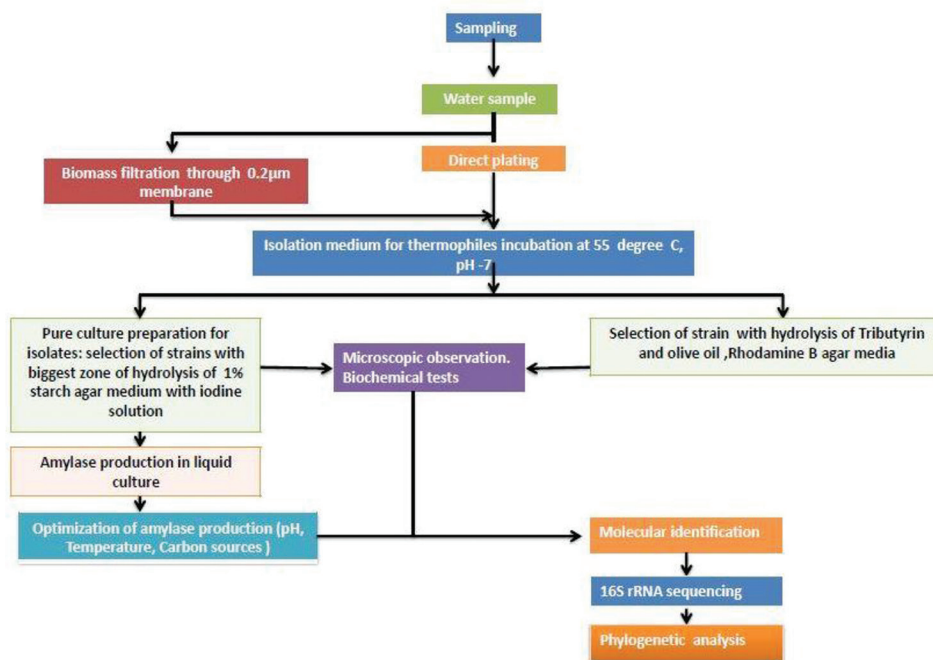 Sampling
Water sample
Direct plating
Biomass filtration through 0.2µm
membrane
Isolation medium for thermophiles incubation at 55 degree C,
pH -7
Pure culture preparation for
isolates: selection of strains with
biggest zone of hydrolysis of 1%
starch agar medium with iodine
solution
Microscopic observation.
Biochemical tests
Selection of strain with hydrolysis of Tributyrin
and olive oil ,Rhodamine B agar media
Amylase production in liquid
culture
Optimization of amylase production (pH,
Temperature, Carbon sources )
Molecular identification
16S rRNA sequencing
Phylogenetic analysis